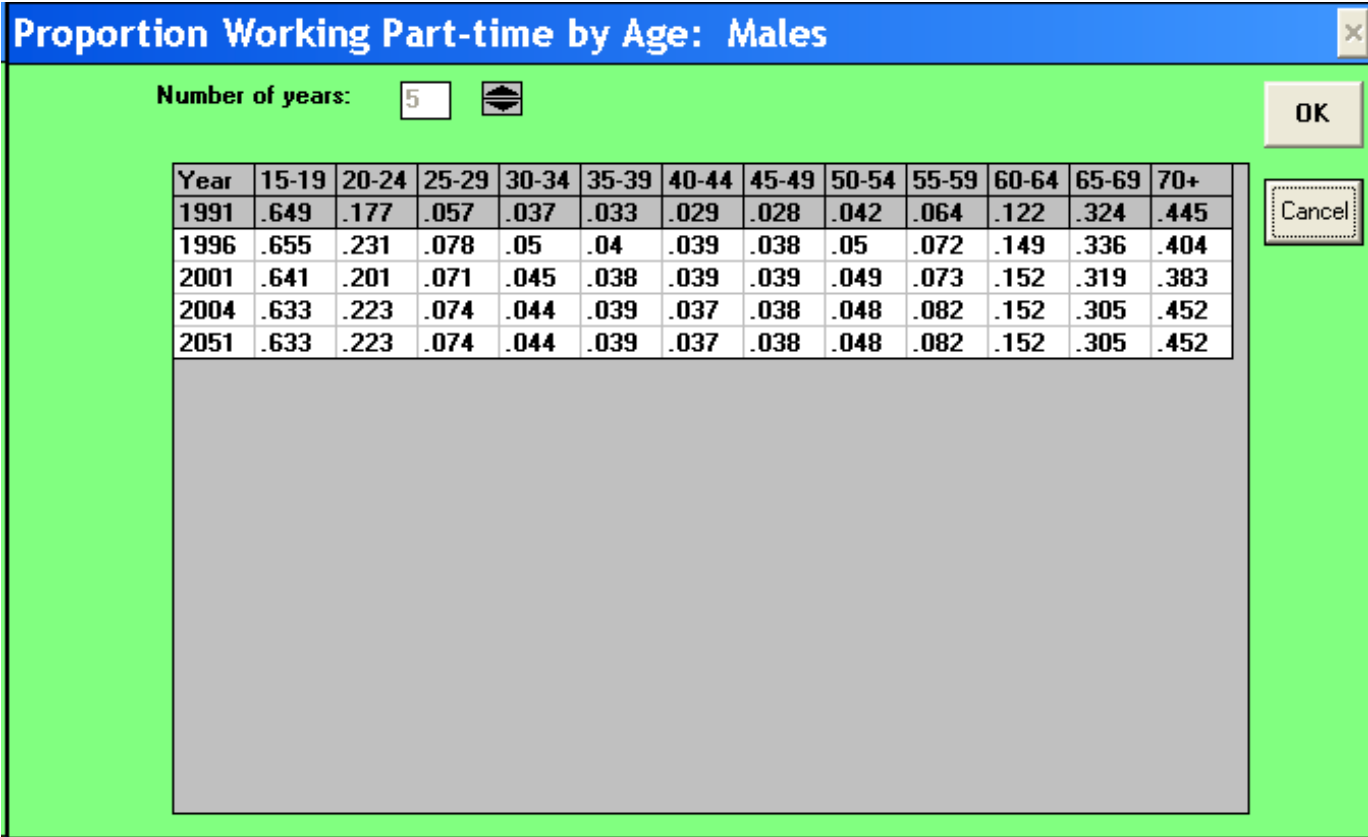 Proportion Working Part-time by Age: Males
Number of years: 5
OK
Cancel
Year 15-19 20-24 25-29 30-34 35-39 40-44 45-49 50-54 55-59 60-64 65-69 70+
1991 .649 .177 .057 .037 .033 .029 .028 .042 .064 .122 .324 .445
1996 .655 .231 .078 .05 .04 .039 .038 .05 .072 .149 .336 .404
2001 .641 .201 .071 .045 .038 .039 .039 .049 .073 .152 .319 .383
2004 .633 .223 .074 .044 .039 .037 .038 .048 .082 .152 .305 .452
2051 .633 .223 .074 .044 .039 .037 .038 .048 .082 .152 .305 .452